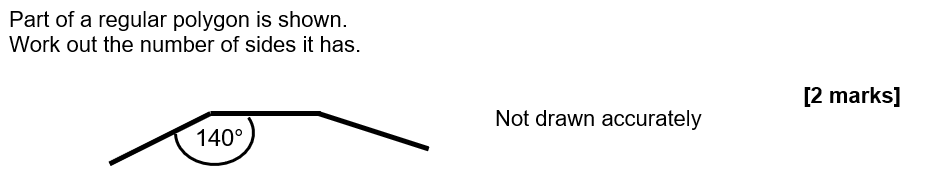 Part of a regular polygon is shown.
Work out the number of sides it has.
[2 marks]
Not drawn accurately
140°